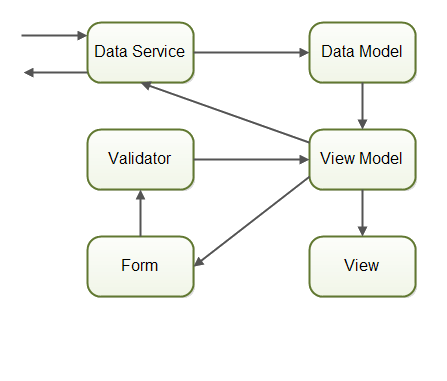 Data Service
Data Model
Validator
View Model
Form
View